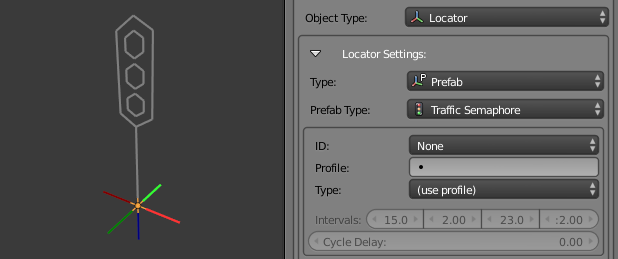 Object Type: Locator
Locator Settings:
Type: P Prefab
Prefab Type: Traffic Semaphore
ID: None
Profile: •
Type: (use profile)
Intervals: 15.0 2.00 23.0 :2.00
Cycle Delay: 0.00